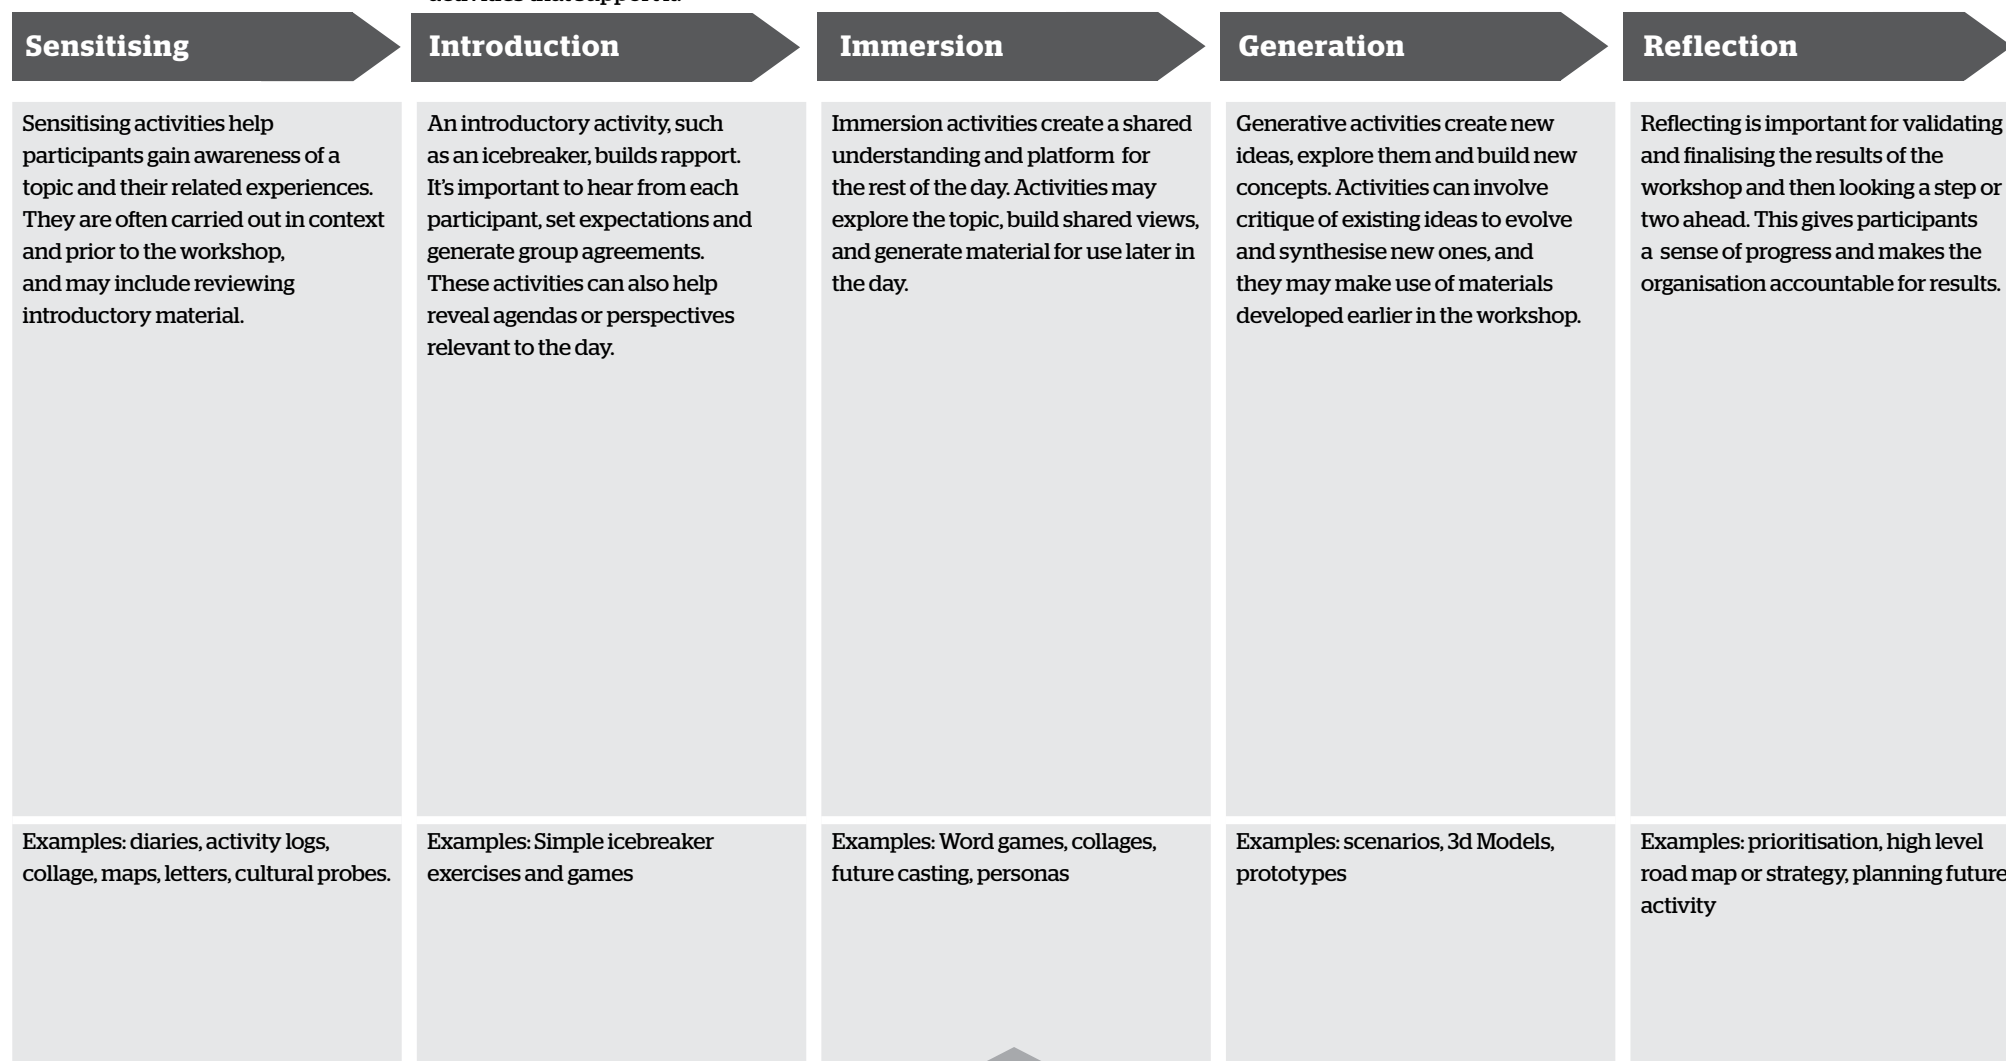 Sensitising
Introduction
Immersion
Generation
Reflection
Sensitising activities help
participants gain awareness of a
topic and their related experiences.
They are often carried out in context
and prior to the workshop,
and may include reviewing
introductory material.
An introductory activity, such
as an icebreaker, builds rapport.
It's important to hear from each
participant, set expectations and
generate group agreements.
These activities can also help
reveal agendas or perspectives
relevant to the day.
Immersion activities create a shared
understanding and platform for
the rest of the day. Activities may
explore the topic, build shared views,
and generate material for use later in
the day.
Generative activities create new
ideas, explore them and build new
concepts. Activities can involve
critique of existing ideas to evolve
and synthesise new ones, and
they may make use of materials
developed earlier in the workshop.
Reflecting is important for validating
and finalising the results of the
workshop and then looking a step or
two ahead. This gives participants
a sense of progress and makes the
organisation accountable for results.
Examples: diaries, activity logs,
collage, maps, letters, cultural probes.
Examples: Simple icebreaker
exercises and games
Examples: Word games, collages,
future casting, personas
Examples: scenarios, 3d Models,
prototypes
Examples: prioritisation, high level
road map or strategy, planning future
activity